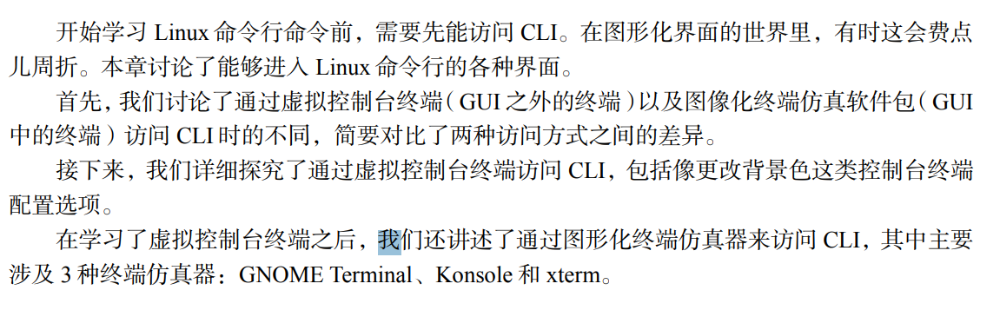 开始学习 Linux 命令行命令前，需要先能访问 CLI。在图形化界面的世界里，有时这会费点
儿周折。本章讨论了能够进入 Linux 命令行的各种界面。
首先，我们讨论了通过虚拟控制台终端（GUI 之外的终端）以及图像化终端仿真软件包（GUI
中的终端）访问 CLI 时的不同，简要对比了两种访问方式之间的差异。
接下来，我们详细探究了通过虚拟控制台终端访问 CLI，包括像更改背景色这类控制台终端
配置选项。
在学习了虚拟控制台终端之后，我们还讲述了通过图形化终端仿真器来访问 CLI，其中主要
涉及 3 种终端仿真器：GNOME Terminal、Konsole 和 xterm。